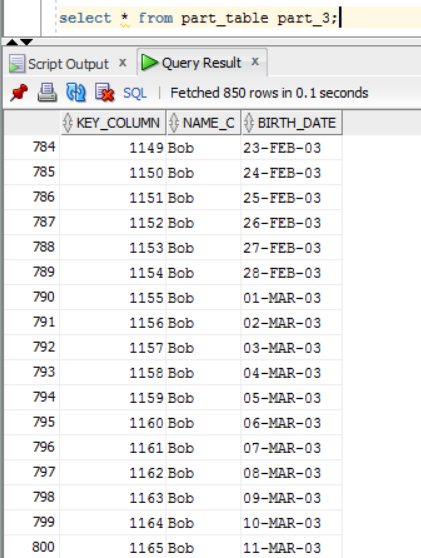 select * from part_table part_3;
Script Output x Query Result x
SQL | Fetched 850 rows in 0.1 seconds
KEY_COLUMN NAME_C BIRTH_DATE
784 1149 Bob 23-FEB-03
785 1150 Bob 24-FEB-03
786 1151 Bob 25-FEB-03
787 1152 Bob 26-FEB-03
788 1153 Bob 27-FEB-03
789 1154 Bob 28-FEB-03
790 1155 Bob 01-MAR-03
791 1156 Bob 02-MAR-03
792 1157 Bob 03-MAR-03
793 1158 Bob 04-MAR-03
794 1159 Bob 05-MAR-03
795 1160 Bob 06-MAR-03
796 1161 Bob 07-MAR-03
797 1162 Bob 08-MAR-03
798 1163 Bob 09-MAR-03
799 1164 Bob 10-MAR-03
800 1165 Bob 11-MAR-03